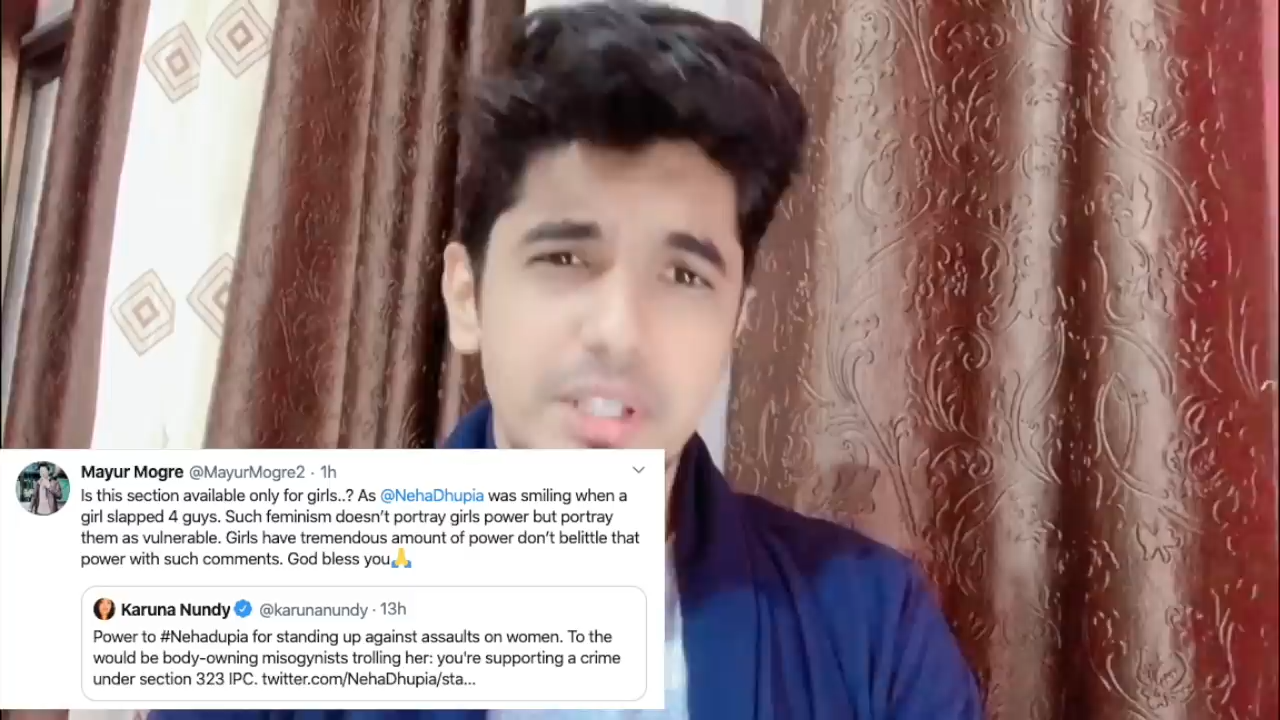 Mayur Mogre @MayurMogre2 · 1h
Is this section available only for girls..? As @NehaDhupia was smiling when a
girl slapped 4 guys. Such feminism doesn't portray girls power but portray
them as vulnerable. Girls have tremendous amount of power don't belittle that
power with such comments. God bless you🙏
Karuna Nundy @karunanundy · 13h
Power to #Nehadupia for standing up against assaults on women. To the
would be body-owning misogynists trolling her: you're supporting a crime
under section 323 IPC. twitter.com/NehaDhupia/sta...